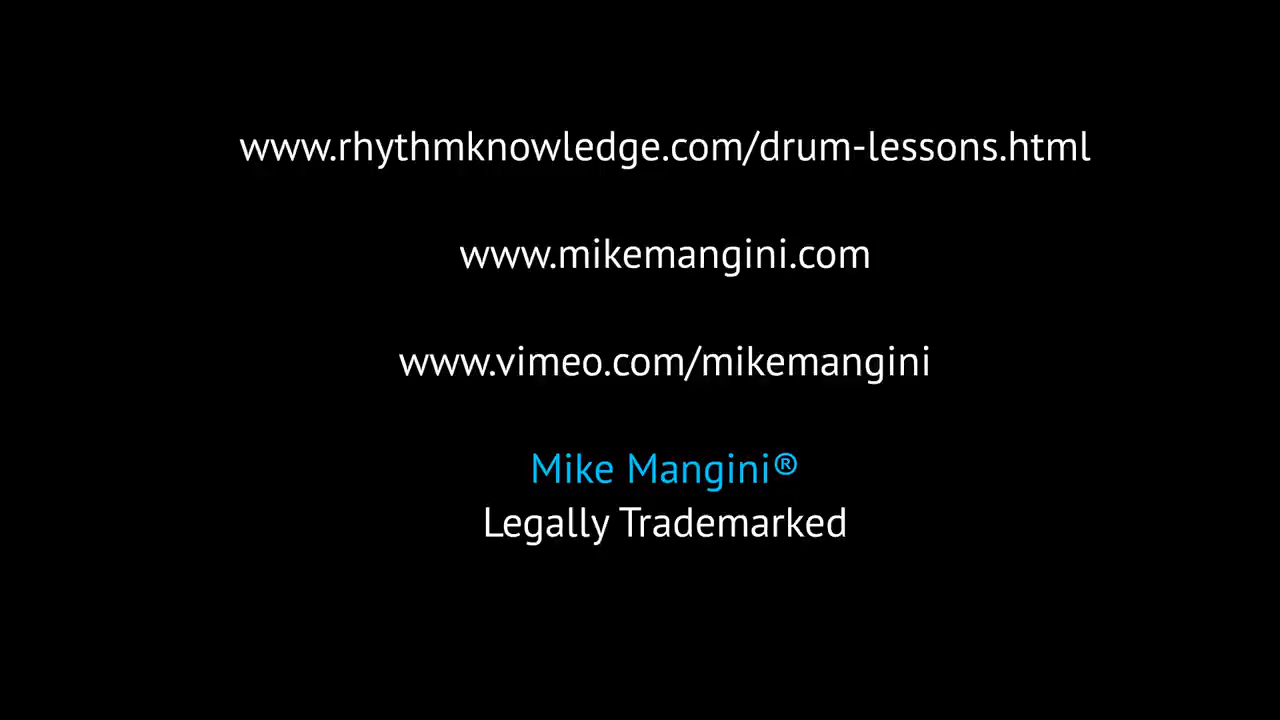 www.rhythmknowledge.com/drum-lessons.html
www.mikemangini.com
www.vimeo.com/mikemangini
Mike Mangini®
Legally Trademarked